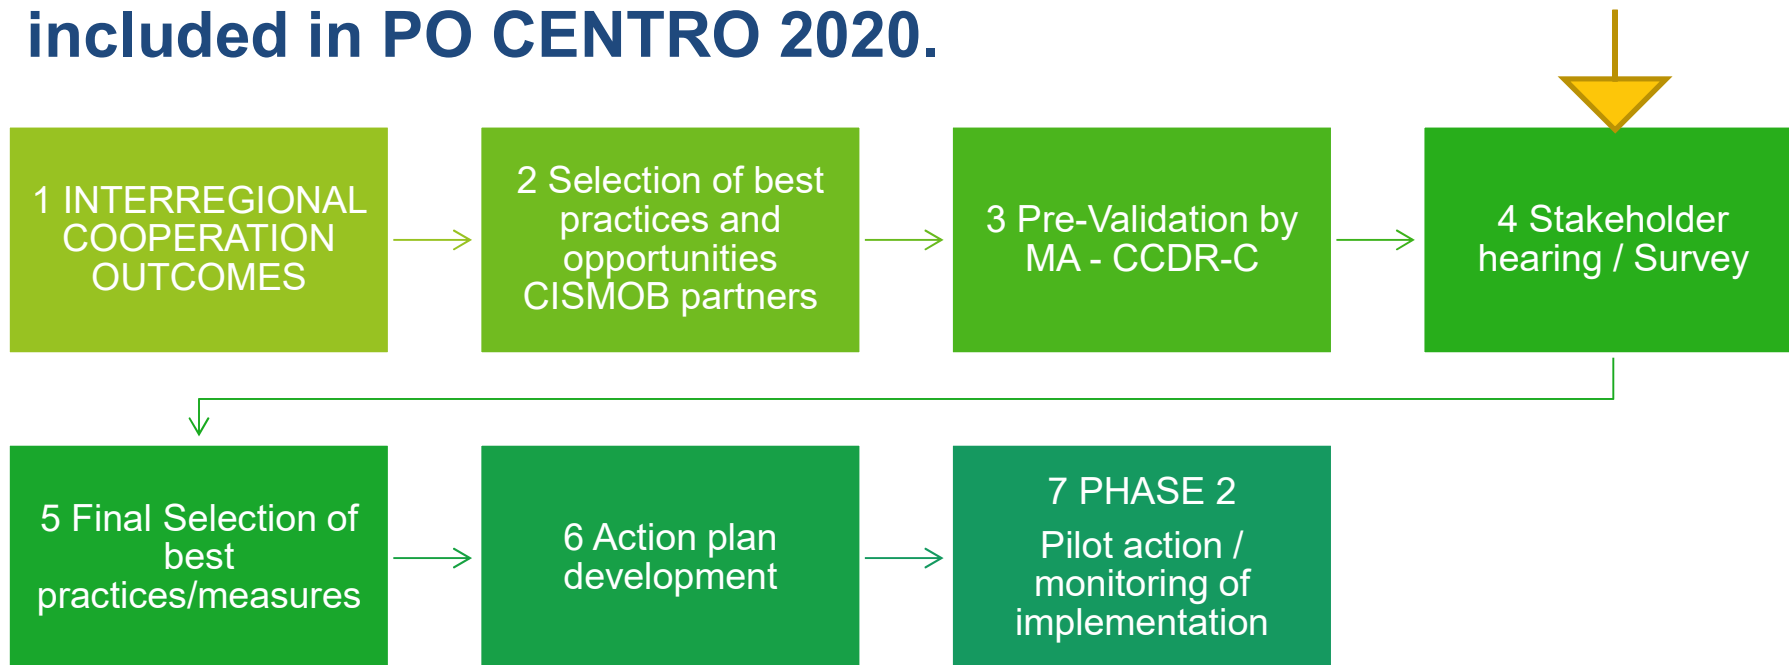 included in PO CENTRO 2020.
1 INTERREGIONAL
COOPERATION
OUTCOMES
2 Selection of best
practices and
opportunities
CISMOB partners
3 Pre-Validation by
MA - CCDR-C
4 Stakeholder
hearing / Survey
5 Final Selection of
best
practices/measures
6 Action plan
development
7 PHASE 2
Pilot action /
monitoring of
implementation